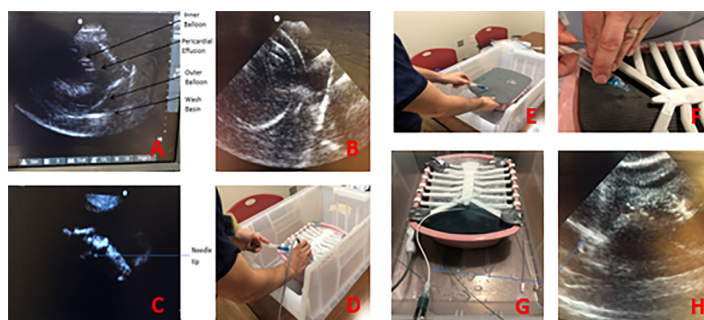 Inner
Balloon
Pericardial
Effusion
Outer
Balloon
Wash
Basin
A
B
E
F
Needle
tip
C
D
G
H